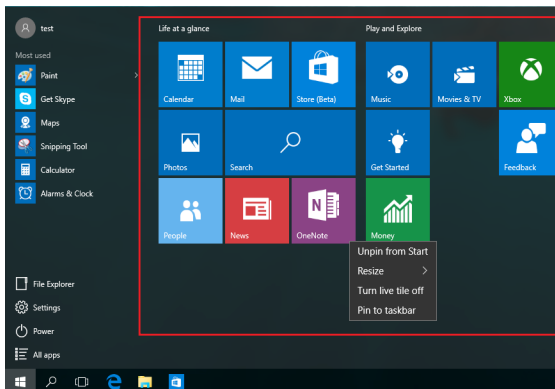 test
Most used
Paint
Get Skype
Maps
Snipping Tool
Calculator
Alarms & Clock
File Explorer
Settings
Power
All apps
Life at a glance
Calendar
Mail
Store (Beta)
Photos
Search
People
News
OneNote
Play and Explore
Music
Movies & TV
Xbox
Get Started
Feedback
Money
Unpin from Start
Resize
Turn live tile off
Pin to taskbar